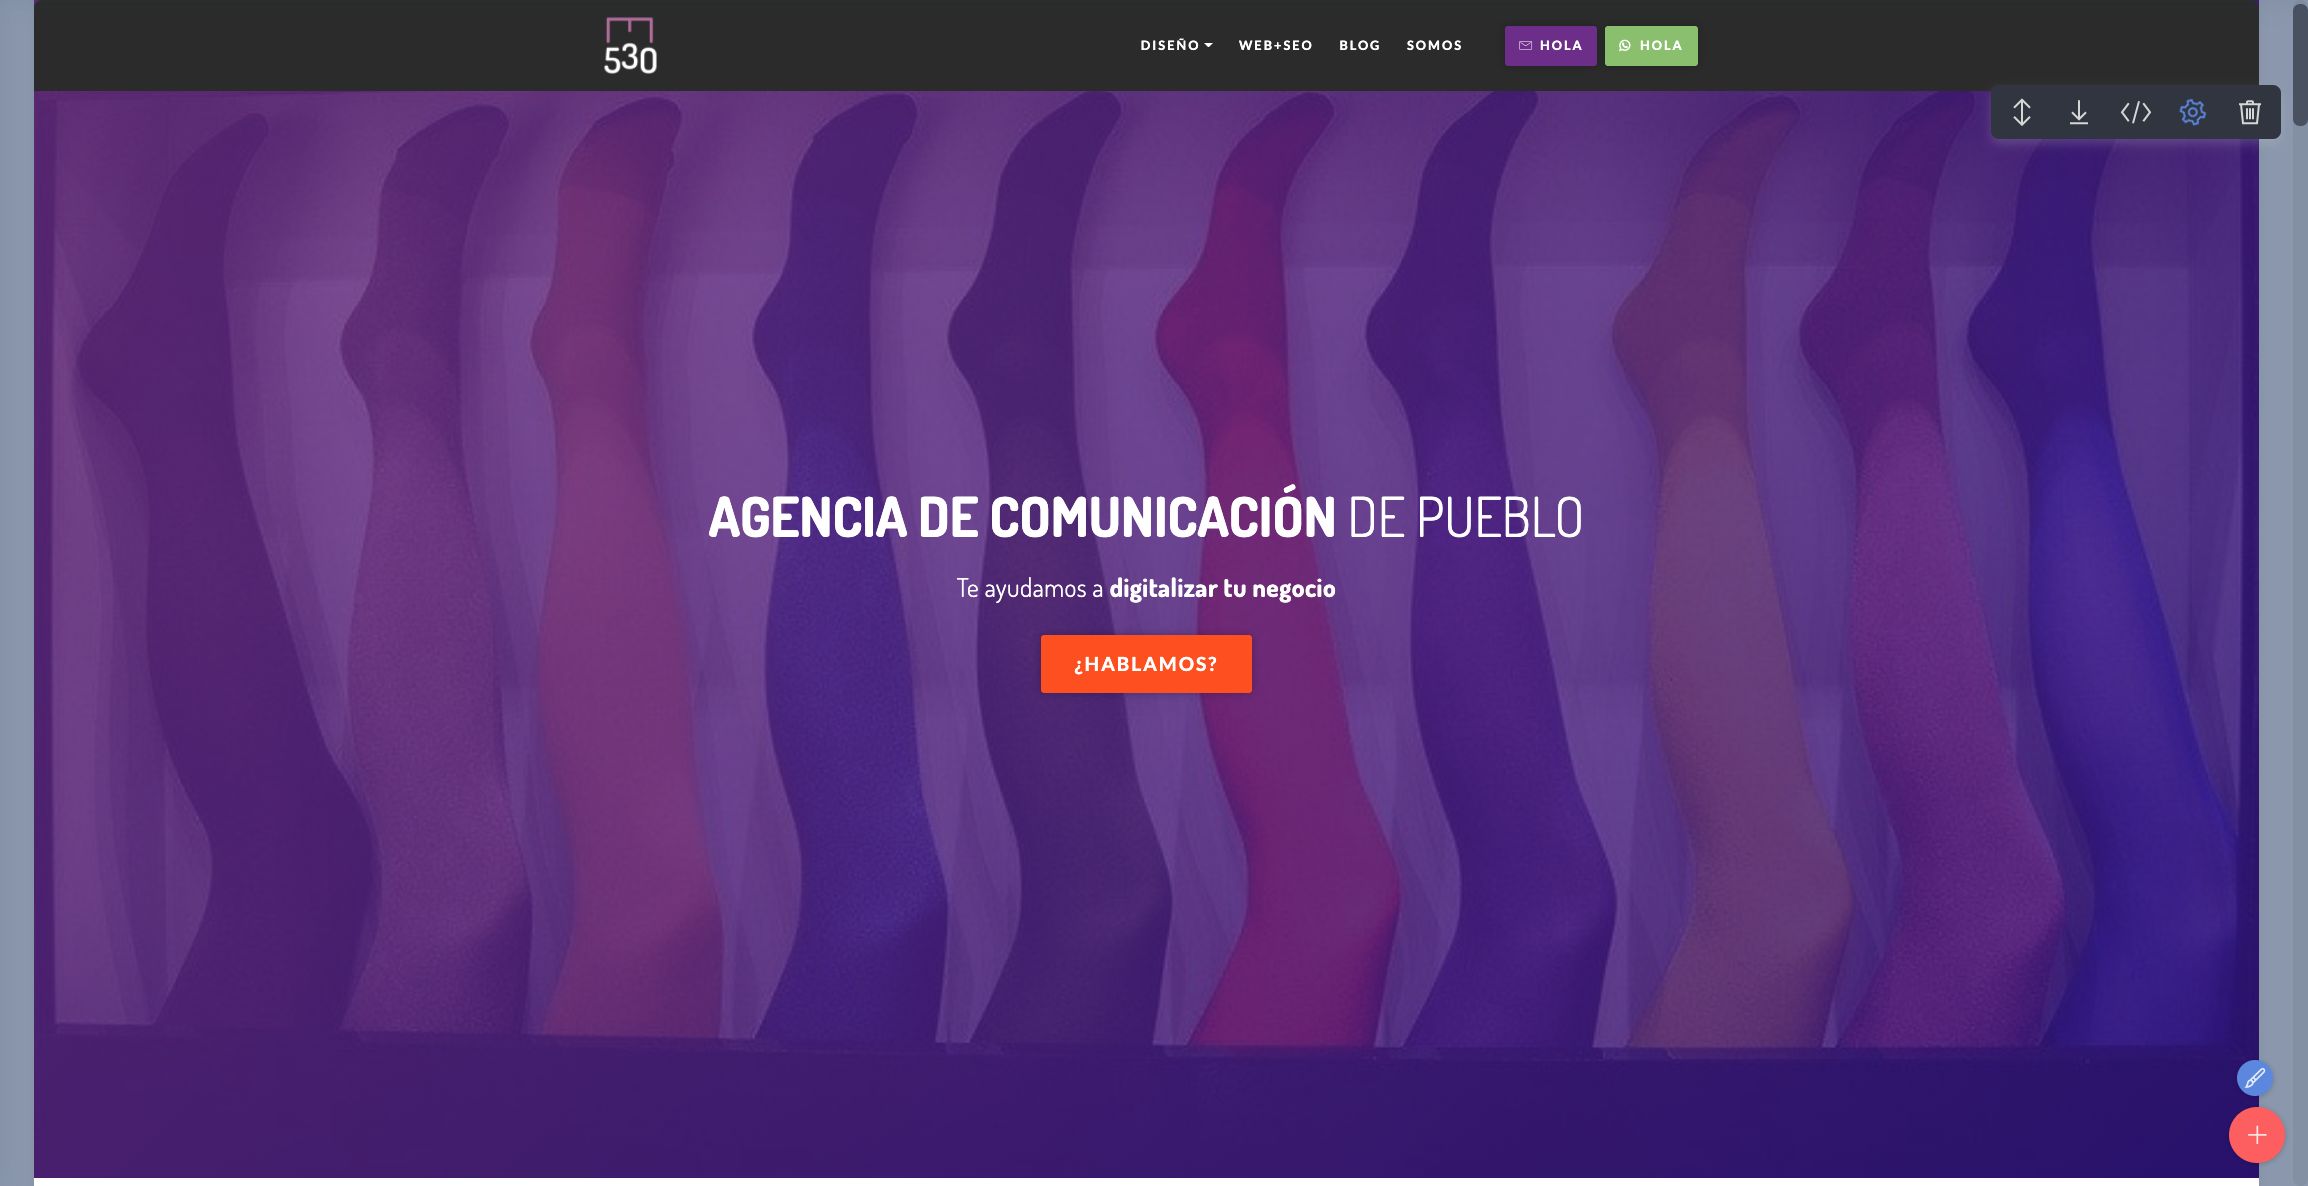 530
DISEÑO
WEB+SEO
BLOG
SOMOS
HOLA
HOLA
AGENCIA DE COMUNICACIÓN DE PUEBLO
Te ayudamos a digitalizar tu negocio
¿HABLAMOS?